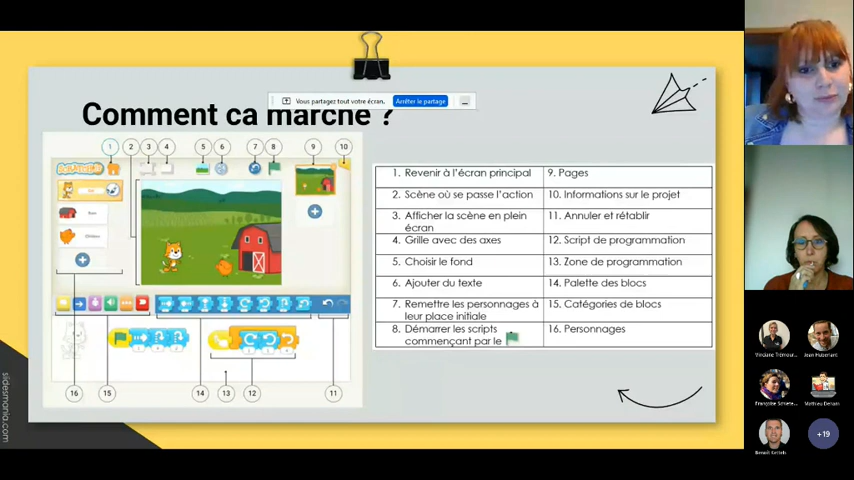 Vous partagez tout votre écran. Arrêter le partage
Comment ca marche ?
1 2 3 4 5 6 7 8 9 10
1. Revenir à l'écran principal
9. Pages
2. Scène où se passe l'action
10. Informations sur le projet
3. Afficher la scène en plein
écran
11. Annuler et rétablir
4. Grille avec des axes
12. Script de programmation
5. Choisir le fond
13. Zone de programmation
6. Ajouter du texte
14. Palette des blocs
7. Remettre les personnages à
leur place initiale
15. Catégories de blocs
8. Démarrer les scripts
commençant par le
16. Personnages
16 15 14 13 12 11
slidesmania.com
+19